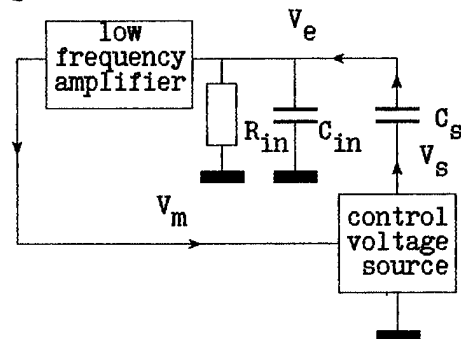 low
frequency
amplifier
V_e
R_in
C_in
C_s
V_s
V_m
control
voltage
source